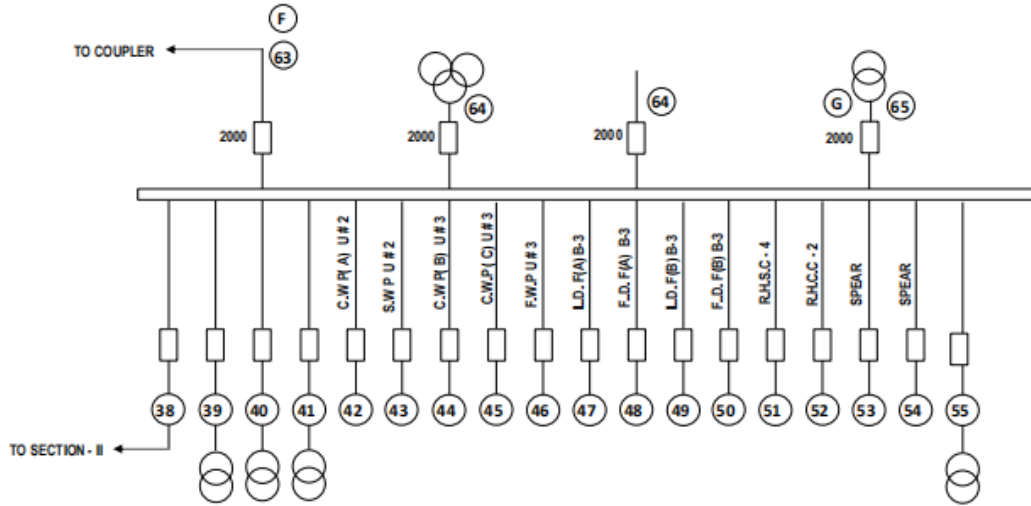 F
TO COUPLER
63
64
64
G
65
2000
2000
2000
2000
C.W P( A) U # 2
S.W P U # 2
C.W P( B) U # 3
C.W.P( C) U # 3
F.W.P U # 3
I..D. F(A) B-3
F..D. F(A) B-3
I..D. F(B) B-3
F..D. F(B) B-3
R.H.S.C - 4
R.H.C.C - 2
SPEAR
SPEAR
38
39
40
41
42
43
44
45
46
47
48
49
50
51
52
53
54
55
TO SECTION - II